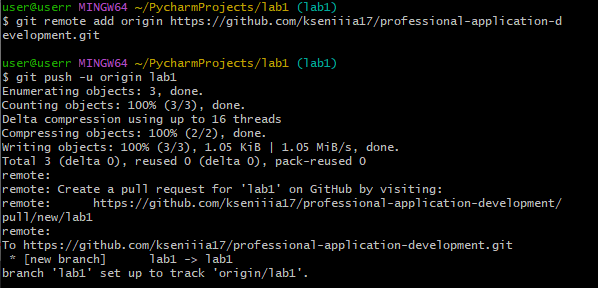 user@userr MINGW64 ~/PycharmProjects/lab1 (lab1)
$ git remote add origin https://github.com/kseniiia17/professional-application-d
evelopment.git
user@userr MINGW64 ~/PycharmProjects/lab1 (lab1)
$ git push -u origin lab1
Enumerating objects: 3, done.
Counting objects: 100% (3/3), done.
Delta compression using up to 16 threads
Compressing objects: 100% (2/2), done.
Writing objects: 100% (3/3), 1.05 KiB | 1.05 MiB/s, done.
Total 3 (delta 0), reused 0 (delta 0), pack-reused 0
remote:
remote: Create a pull request for 'lab1' on GitHub by visiting:
remote:      https://github.com/kseniiia17/professional-application-development/
pull/new/lab1
remote:
To https://github.com/kseniiia17/professional-application-development.git
 * [new branch]      lab1 -> lab1
branch 'lab1' set up to track 'origin/lab1'.